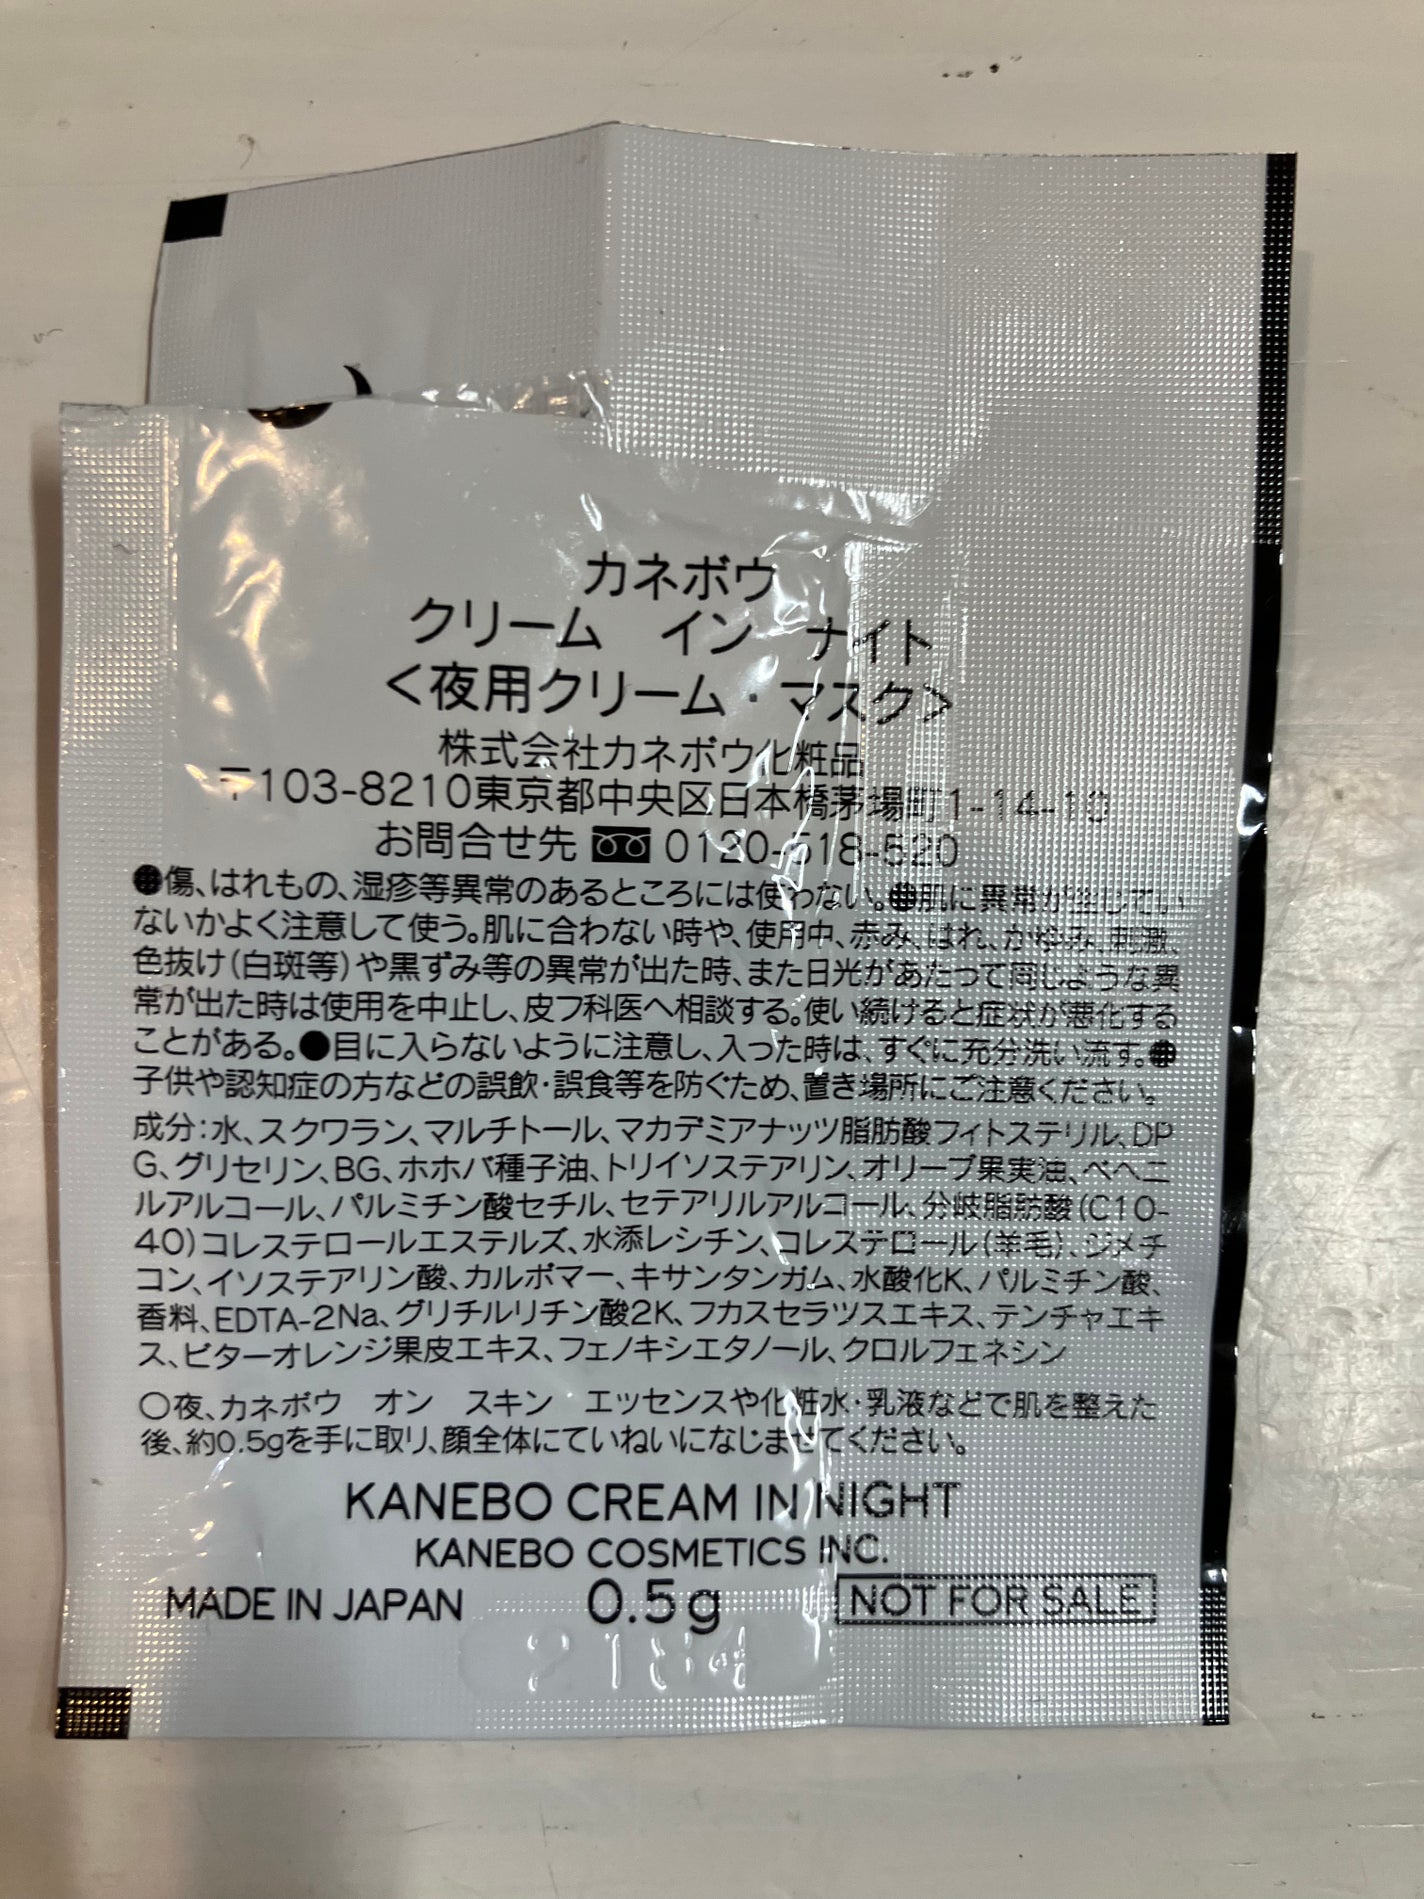 カネボウ
クリーム　イン　ナイト
＜夜用クリーム・マスク＞
株式会社カネボウ化粧品
〒103-8210東京都中央区日本橋茅場町1-14-10
お問合せ先 0120-518-520
●傷、はれもの、湿疹等異常のあるところには使わない。●肌に異常が生じてい
ないかよく注意して使う。肌に合わない時や、使用中、赤み、はれ、かゆみ、刺激、
色抜け(白斑等)や黒ずみ等の異常が出た時、また日光があたって同じような異
常が出た時は使用を中止し、皮フ科医へ相談する。使い続けると症状が悪化する
ことがある。●目に入らないように注意し、入った時は、すぐに充分洗い流す。●
子供や認知症の方などの誤飲・誤食等を防ぐため、置き場所にご注意ください。
成分:水、スクワラン、マルチトール、マカデミアナッツ脂肪酸フィトステリル、DP
G、グリセリン、BG、ホホバ種子油、トリイソステアリン、オリーブ果実油、ベヘニ
ルアルコール、パルミチン酸セチル、セテアリルアルコール、分岐脂肪酸(C10-
40)コレステロールエステルズ、水添レシチン、コレステロール(羊毛)、ジメチ
コン、イソステアリン酸、カルボマー、キサンタンガム、水酸化K、パルミチン酸、
香料、EDTA-2Na、グリチルリチン酸2K、フカスセラツスエキス、テンチャエキ
ス、ビターオレンジ果皮エキス、フェノキシエタノール、クロルフェネシン
○夜、カネボウ　オン　スキン　エッセンスや化粧水・乳液などで肌を整えた
後、約0.5gを手に取り、顔全体にていねいになじませてください。
KANEBO CREAM IN NIGHT
KANEBO COSMETICS INC.
MADE IN JAPAN 0.5g NOT FOR SALE